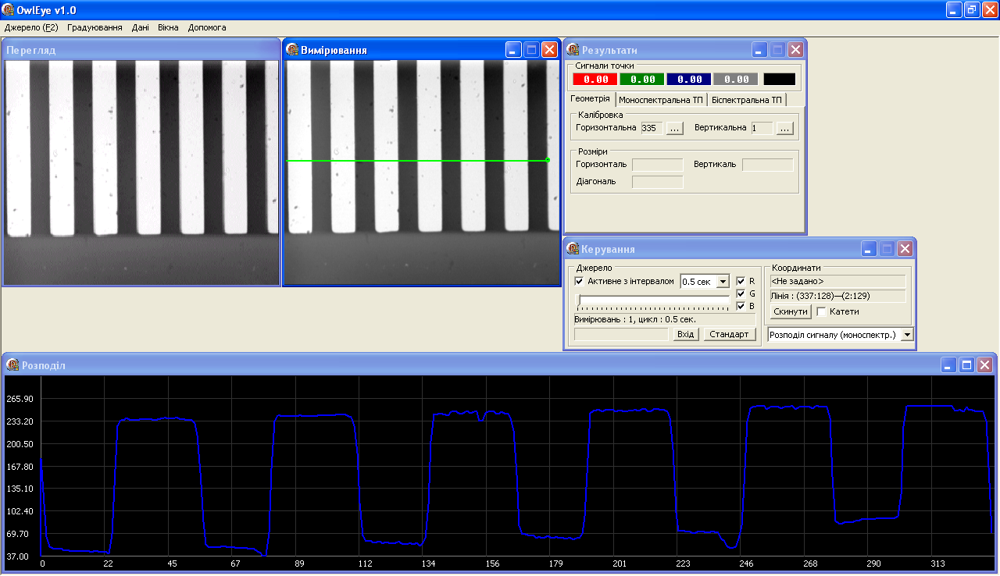 OwlEye v1.0
Джерело (F2) Градуювання Дані Вікна Допомога
Перегляд
Вимірювання
Результати
Сигнали точки
0.00 0.00 0.00 0.00
Геометрія Моноспектральна ТП Біспектральна ТП
Калібровка
Горизонтальна 335 ... Вертикальна 1 ...
Розміри
Горизонталь Вертикаль
Діагональ
Керування
Джерело
Активне з інтервалом 0.5 сек R
G
B
Вимірювань : 1, цикл : 0.5 сек.
Вхід Стандарт
Координати
<Не задано>
Лінія : (337:128)—(2:129)
Скинути Катети
Розподіл сигналу (моноспектр.)
Розподіл
265.90
233.20
200.50
167.80
135.10
102.40
69.70
37.00
0 22 45 67 89 112 134 156 179 201 223 246 268 290 313